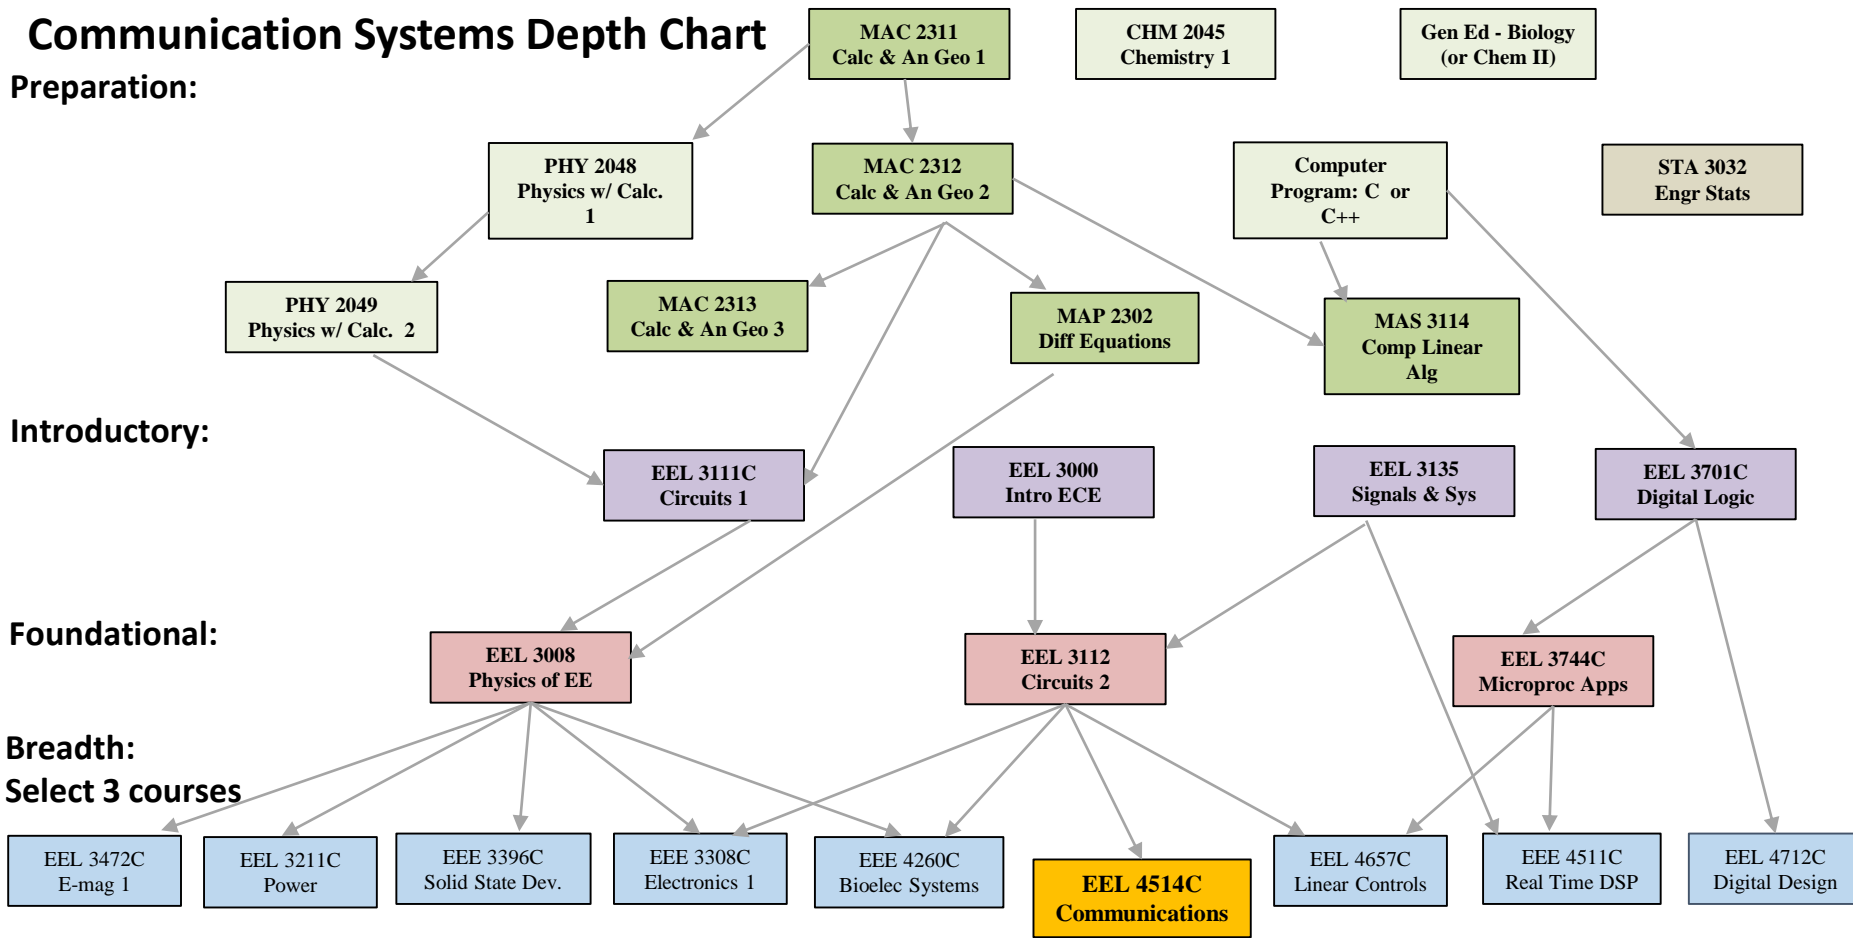 Communication Systems Depth Chart
Preparation:
MAC 2311
Calc & An Geo 1
CHM 2045
Chemistry 1
Gen Ed - Biology
(or Chem II)
PHY 2048
Physics w/ Calc.
1
MAC 2312
Calc & An Geo 2
Computer
Program: C or
C++
STA 3032
Engr Stats
PHY 2049
Physics w/ Calc. 2
MAC 2313
Calc & An Geo 3
MAP 2302
Diff Equations
MAS 3114
Comp Linear
Alg
Introductory:
EEL 3111C
Circuits 1
EEL 3000
Intro ECE
EEL 3135
Signals & Sys
EEL 3701C
Digital Logic
Foundational:
EEL 3008
Physics of EE
EEL 3112
Circuits 2
EEL 3744C
Microproc Apps
Breadth:
Select 3 courses
EEL 3472C
E-mag 1
EEL 3211C
Power
EEE 3396C
Solid State Dev.
EEE 3308C
Electronics 1
EEE 4260C
Bioelec Systems
EEL 4514C
Communications
EEL 4657C
Linear Controls
EEE 4511C
Real Time DSP
EEL 4712C
Digital Design